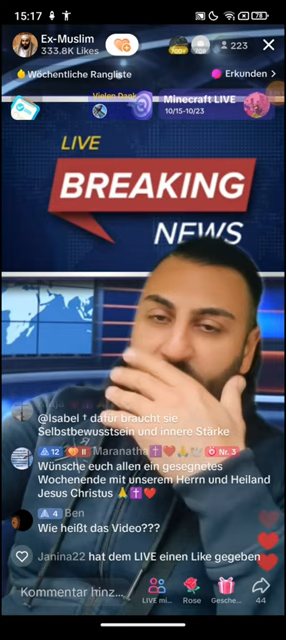 15:17
78
Ex-Muslim
333.8K Likes
223
Wöchentliche Rangliste
Erkunden >
Vielen Dank
Minecraft LIVE
10/15-10/23
LIVE
BREAKING
NEWS
@Isabel † dafür braucht sie
Selbstbewusstsein und innere Stärke
12 II Maranatha Nr. 3
Wünsche euch allen ein gesegnetes
Wochenende mit unserem Herrn und Heiland
Jesus Christus 🙏✝️❤️
4 Ben
Wie heißt das Video???
Janina22 hat dem LIVE einen Like gegeben
Kommentar hinz...
LIVE mi...
Rose
Gesche...
44